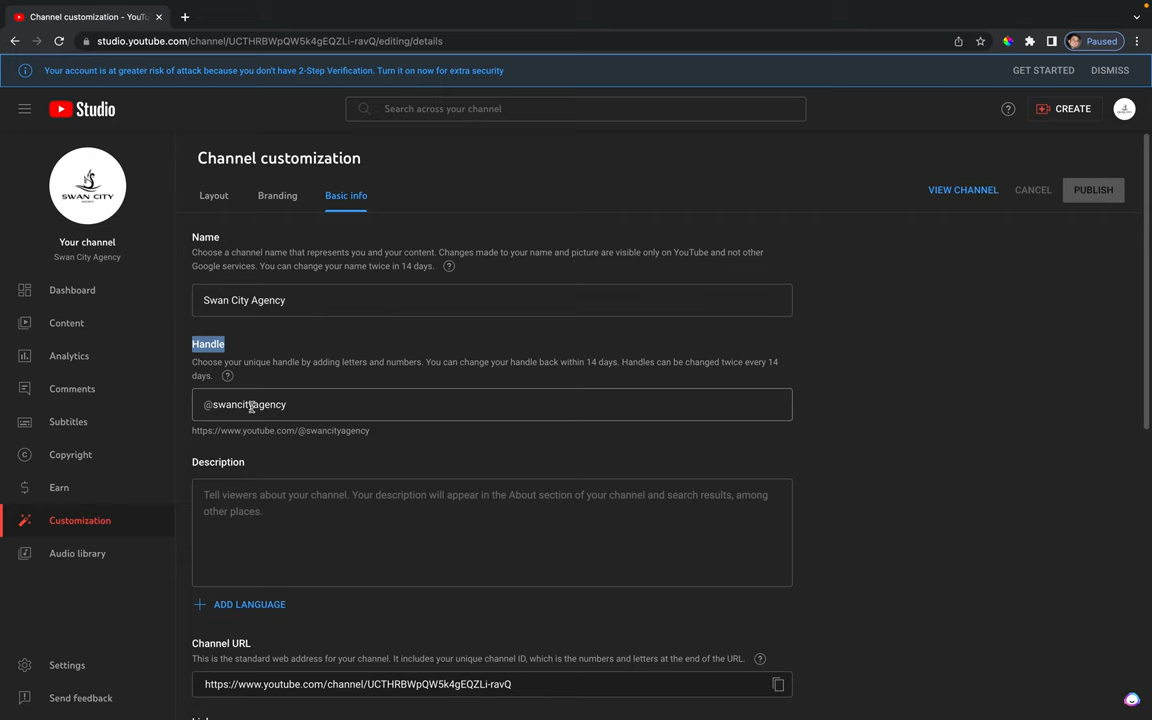 Channel customization - YouTu
studio.youtube.com/channel/UCTHRBWpQW5k4gEQZLi-ravQ/editing/details
Paused
Your account is at greater risk of attack because you don't have 2-Step Verification. Turn it on now for extra security
GET STARTED
DISMISS
Studio
Search across your channel
CREATE
SWAN CITY
AGENCY
Your channel
Swan City Agency
Dashboard
Content
Analytics
Comments
Subtitles
Copyright
Earn
Customization
Audio library
Settings
Send feedback
Channel customization
Layout
Branding
Basic info
VIEW CHANNEL
CANCEL
PUBLISH
Name
Choose a channel name that represents you and your content. Changes made to your name and picture are visible only on YouTube and not other
Google services. You can change your name twice in 14 days.
Swan City Agency
Handle
Choose your unique handle by adding letters and numbers. You can change your handle back within 14 days. Handles can be changed twice every 14
days.
@swancityagency
https://www.youtube.com/@swancityagency
Description
Tell viewers about your channel. Your description will appear in the About section of your channel and search results, among
other places.
ADD LANGUAGE
Channel URL
This is the standard web address for your channel. It includes your unique channel ID, which is the numbers and letters at the end of the URL.
https://www.youtube.com/channel/UCTHRBWpQW5k4gEQZLi-ravQ